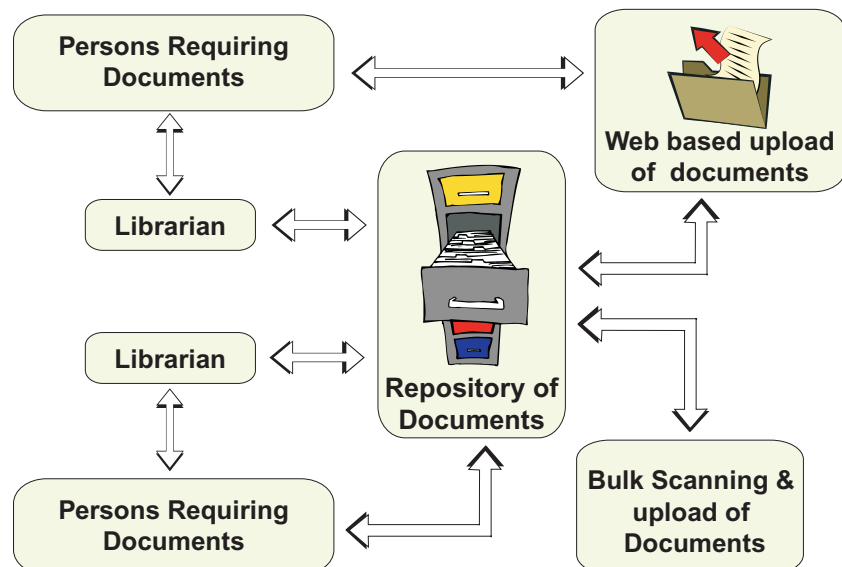 Persons Requiring
Documents
Web based upload
of documents
Librarian
Librarian
Repository of
Documents
Persons Requiring
Documents
Bulk Scanning &
upload of
Documents